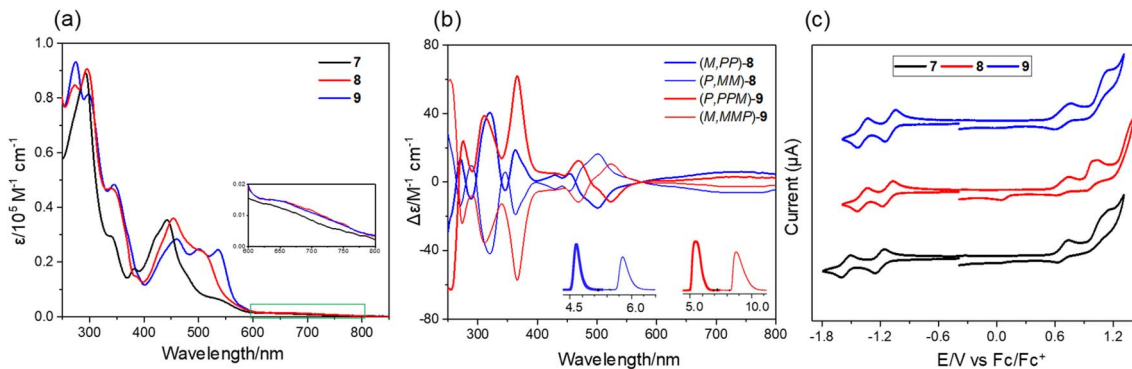 (a)
1.0
0.8
0.6
0.4
0.2
0.0
ε/10⁵ M⁻¹ cm⁻¹
7
8
9
0.02
0.01
0.00
600 650 700 750 800
300 400 500 600 700 800
Wavelength/nm
(b)
80
40
0
-40
-80
Δε/M⁻¹ cm⁻¹
(M,PP)-8
(P,MM)-8
(P,PPM)-9
(M,MMP)-9
4.5 6.0
5.0 10.0
300 400 500 600 700 800
Wavelength/nm
(c)
Current (μA)
7 8 9
-1.8 -1.2 -0.6 0.0 0.6 1.2
E/V vs Fc/Fc⁺